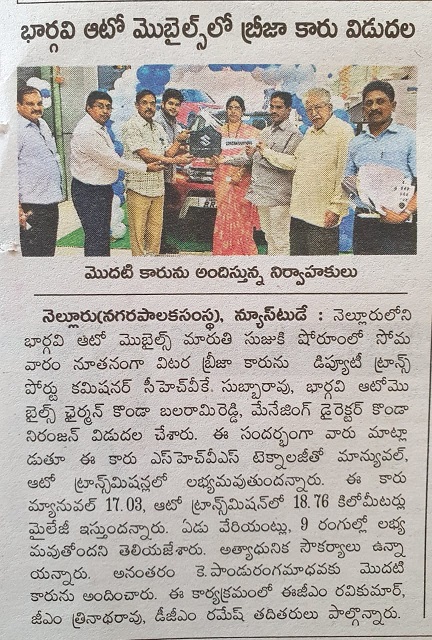 భార్గవి ఆటో మొబైల్స్‌లో బ్రీజా కారు విడుదల
మొదటి కారును అందిస్తున్న నిర్వాహకులు
నెల్లూరు(నగరపాలకసంస్థ), న్యూస్‌టుడే : నెల్లూరులోని
భార్గవి ఆటో మొబైల్స్ మారుతి సుజుకి షోరూంలో సోమ
వారం నూతనంగా విటర బ్రీజా కారును డిప్యూటీ ట్రాన్స్
పోర్టు కమిషనర్ సీహెచ్‌వీకే. సుబ్బారావు, భార్గవి ఆటోమొ
బైల్స్ ఛైర్మన్ కొండా బలరామిరెడ్డి, మేనేజింగ్ డైరెక్టర్ కొండా
నిరంజన్ విడుదల చేశారు. ఈ సందర్భంగా వారు మాట్లా
డుతూ ఈ కారు ఎస్‌హెచ్‌వీఎస్ టెక్నాలజీతో మాన్యువల్,
ఆటో ట్రాన్స్‌మిషన్లలో లభ్యమవుతుందన్నారు. ఈ కారు
మ్యానువల్ 17.03, ఆటో ట్రాన్స్‌మిషన్‌లో 18.76 కిలోమీటర్లు
మైలేజీ ఇస్తుందన్నారు. ఏడు వేరియంట్లు, 9 రంగుల్లో లభ్య
మవుతోందని తెలియజేశారు. అత్యాధునిక సౌకర్యాలు ఉన్నా
యన్నారు. అనంతరం కె.పాండురంగమాధవకు మొదటి
కారును అందించారు. ఈ కార్యక్రమంలో ఈజీఎం రవికుమార్,
జీఎం త్రినాథరావు, డీజీఎం రమేష్ తదితరులు పాల్గొన్నారు.